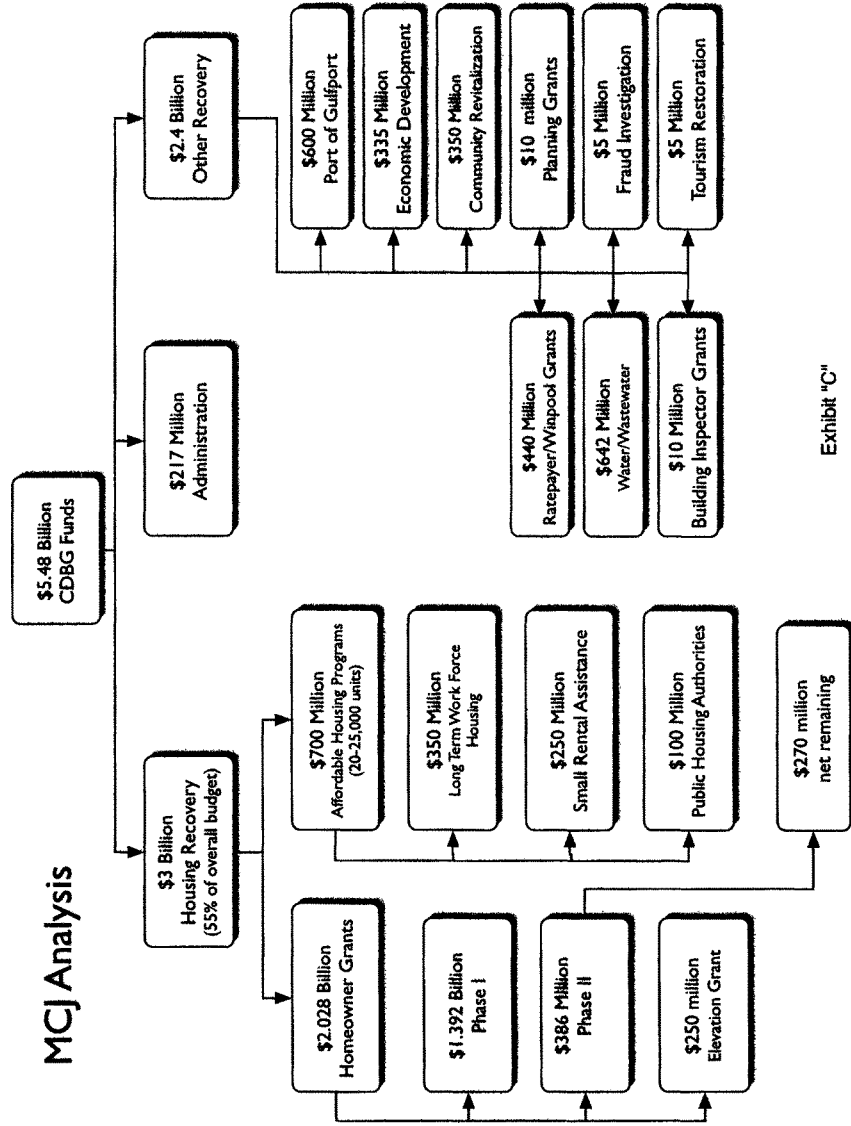 MCJ Analysis
$5.48 Billion
CDBG Funds
$3 Billion
Housing Recovery
(55% of overall budget)
$217 Million
Administration
$2.4 Billion
Other Recovery
$2.028 Billion
Homeowner Grants
$1.392 Billion
Phase I
$386 Million
Phase II
$250 million
Elevation Grant
$700 Million
Affordable Housing Programs
(20-25,000 units)
$350 Million
Long Term Work Force
Housing
$250 Million
Small Rental Assistance
$100 Million
Public Housing Authorities
$270 million
net remaining
$440 Million
Ratepayer/Winpool Grants
$642 Million
Water/Wastewater
$10 Million
Building Inspector Grants
$600 Million
Port of Gulfport
$335 Million
Economic Development
$350 Million
Community Revitalization
$10 million
Planning Grants
$5 Million
Fraud Investigation
$5 Million
Tourism Restoration
Exhibit "C"